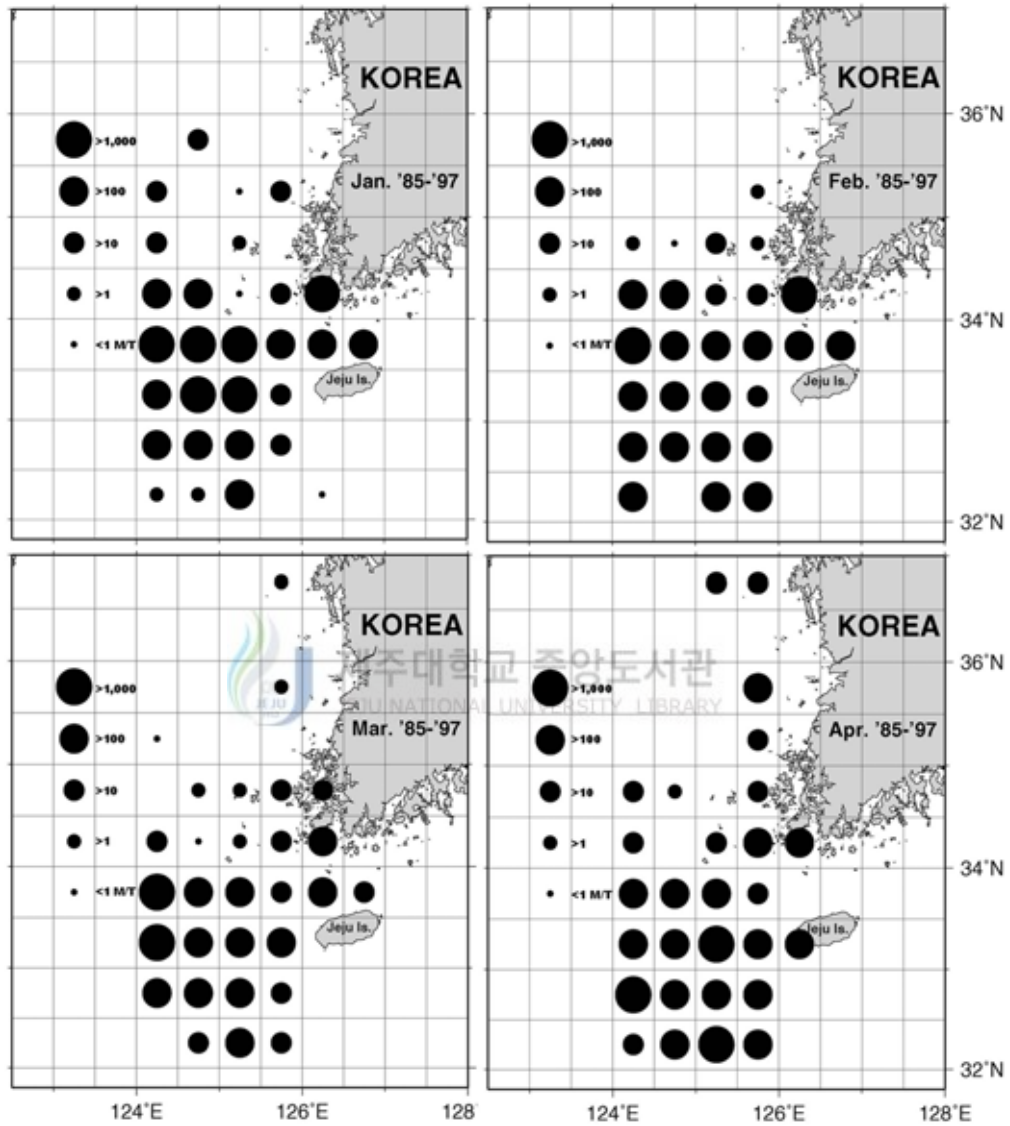 KOREA
>1,000
Jan. '85-'97
>100
>10
>1
<1 M/T
Jeju Is.
KOREA
36°N
>1,000
Feb. '85-'97
>100
>10
>1
34°N
<1 M/T
Jeju Is.
32°N
KOREA
제주대학교 중앙도서관
JEJU NATIONAL UNIVERSITY LIBRARY
>1,000
Mar. '85-'97
>100
>10
>1
<1 M/T
Jeju Is.
124°E
126°E
128
KOREA
36°N
>1,000
Apr. '85-'97
>100
>10
>1
34°N
<1 M/T
Jeju Is.
32°N
124°E
126°E
128°E